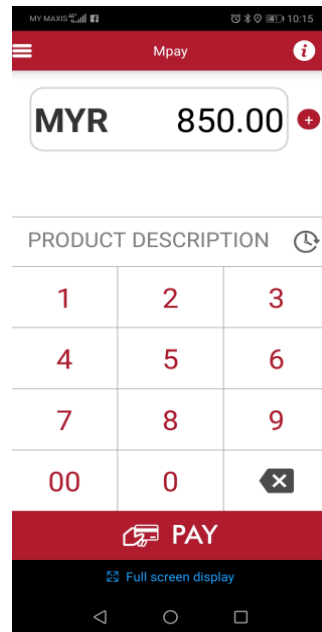 MY MAXIS 10:15
Mpay
MYR 850.00
PRODUCT DESCRIPTION
1 2 3
4 5 6
7 8 9
00 0
PAY
Full screen display